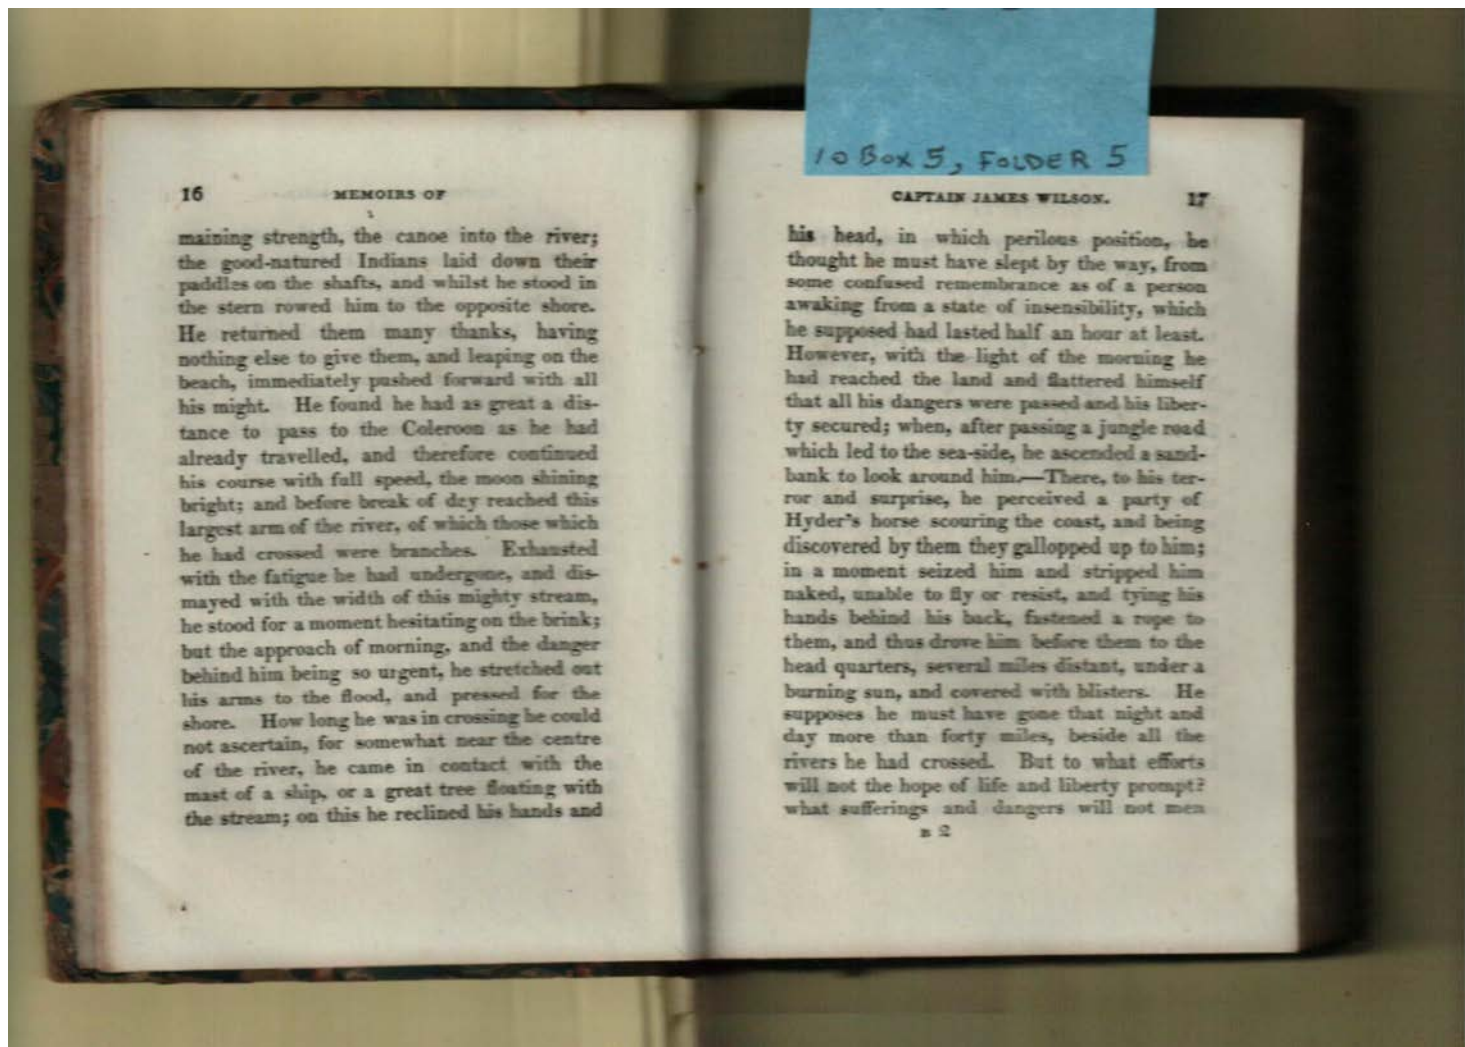 10 BOX 5, FOLDER 5
16 MEMOIRS OF
maining strength, the canoe into the river;
the good-natured Indians laid down their
paddles on the shafts, and whilst he stood in
the stern rowed him to the opposite shore.
He returned them many thanks, having
nothing else to give them, and leaping on the
beach, immediately pushed forward with all
his might. He found he had as great a dis-
tance to pass to the Coleroon as he had
already travelled, and therefore continued
his course with full speed, the moon shining
bright; and before break of day reached this
largest arm of the river, of which those which
he had crossed were branches. Exhausted
with the fatigue he had undergone, and dis-
mayed with the width of this mighty stream,
he stood for a moment hesitating on the brink;
but the approach of morning, and the danger
behind him being so urgent, he stretched out
his arms to the flood, and pressed for the
shore. How long he was in crossing he could
not ascertain, for somewhat near the centre
of the river, he came in contact with the
mast of a ship, or a great tree floating with
the stream; on this he reclined his hands and
CAPTAIN JAMES WILSON. 17
his head, in which perilous position, he
thought he must have slept by the way, from
some confused remembrance as of a person
awaking from a state of insensibility, which
he supposed had lasted half an hour at least.
However, with the light of the morning he
had reached the land and flattered himself
that all his dangers were passed and his liber-
ty secured; when, after passing a jungle road
which led to the sea-side, he ascended a sand-
bank to look around him.—There, to his ter-
ror and surprise, he perceived a party of
Hyder's horse scouring the coast, and being
discovered by them they gallopped up to him;
in a moment seized him and stripped him
naked, unable to fly or resist, and tying his
hands behind his back, fastened a rope to
them, and thus drove him before them to the
head quarters, several miles distant, under a
burning sun, and covered with blisters. He
supposes he must have gone that night and
day more than forty miles, beside all the
rivers he had crossed. But to what efforts
will not the hope of life and liberty prompt?
what sufferings and dangers will not men
B 2